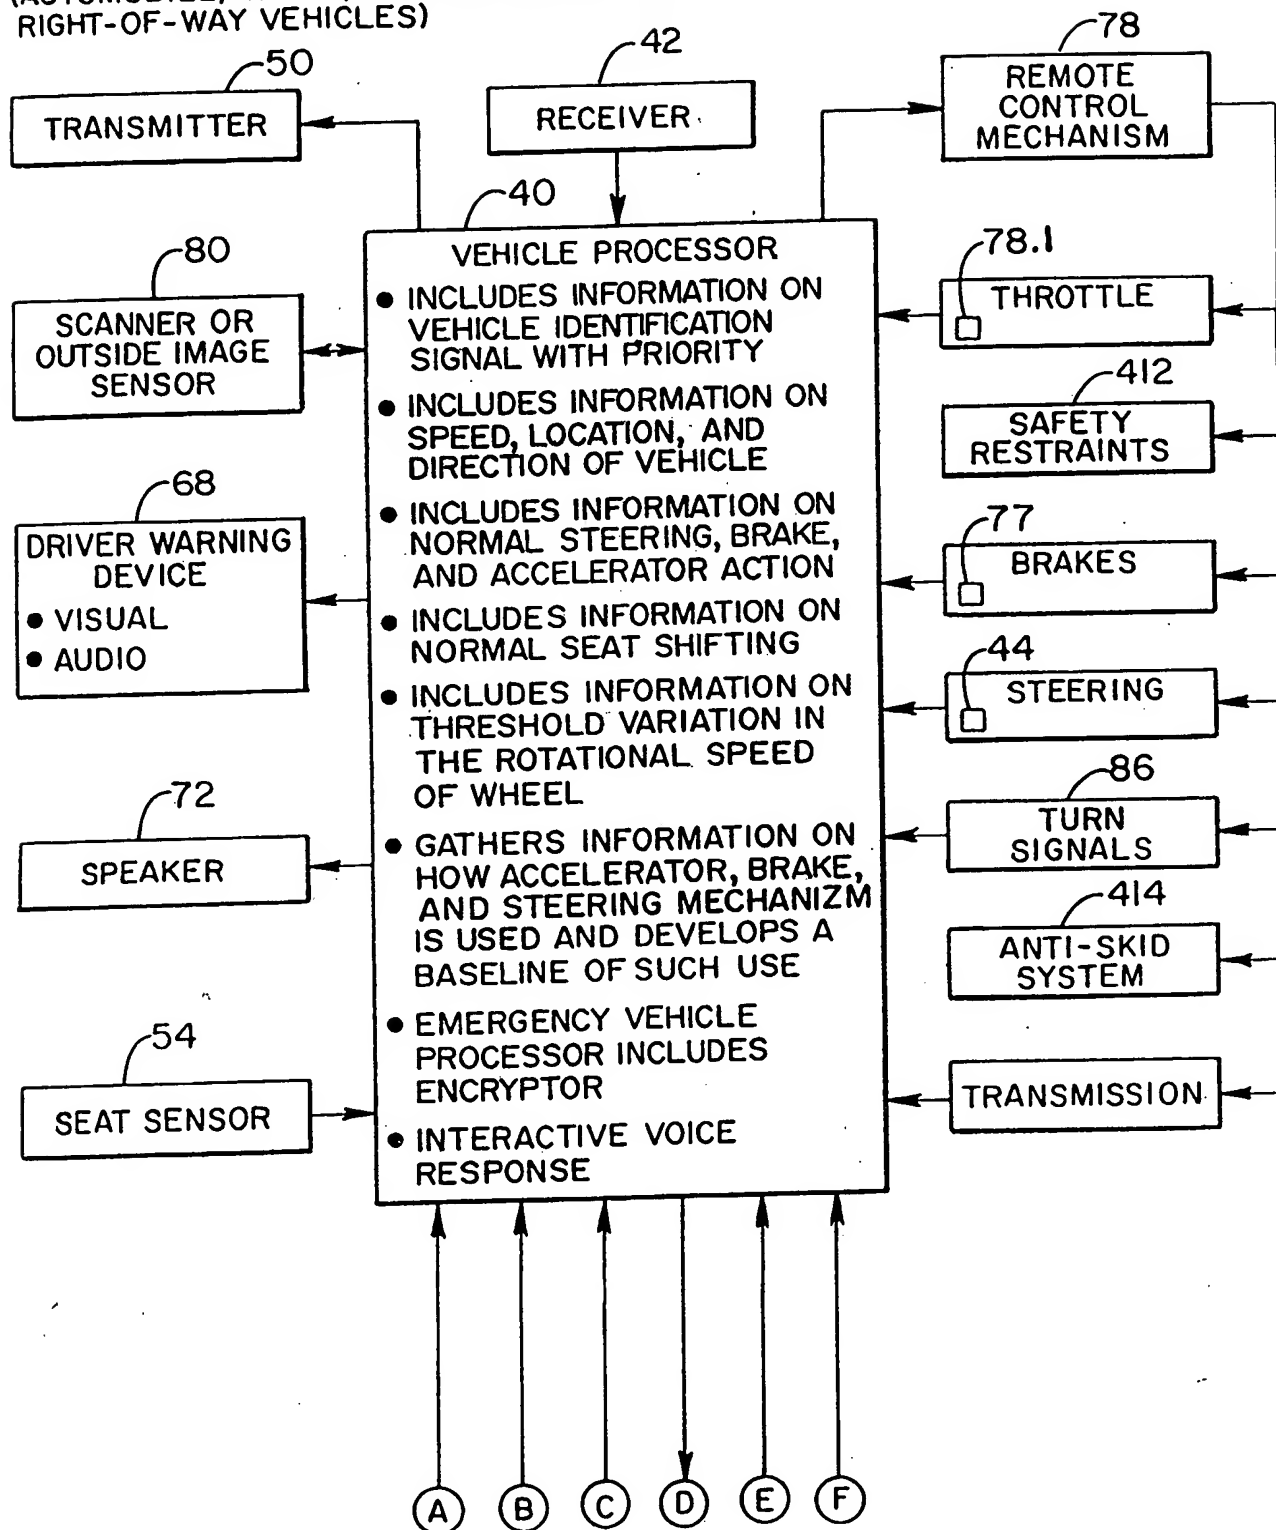 RIGHT-OF-WAY VEHICLES)
50
TRANSMITTER
42
RECEIVER
78
REMOTE
CONTROL
MECHANISM
40
VEHICLE PROCESSOR
• INCLUDES INFORMATION ON
VEHICLE IDENTIFICATION
SIGNAL WITH PRIORITY
• INCLUDES INFORMATION ON
SPEED, LOCATION, AND
DIRECTION OF VEHICLE
• INCLUDES INFORMATION ON
NORMAL STEERING, BRAKE,
AND ACCELERATOR ACTION
• INCLUDES INFORMATION ON
NORMAL SEAT SHIFTING
• INCLUDES INFORMATION ON
THRESHOLD VARIATION IN
THE ROTATIONAL SPEED
OF WHEEL
• GATHERS INFORMATION ON
HOW ACCELERATOR, BRAKE,
AND STEERING MECHANIZM
IS USED AND DEVELOPS A
BASELINE OF SUCH USE
• EMERGENCY VEHICLE
PROCESSOR INCLUDES
ENCRYPTOR
• INTERACTIVE VOICE
RESPONSE
80
SCANNER OR
OUTSIDE IMAGE
SENSOR
68
DRIVER WARNING
DEVICE
• VISUAL
• AUDIO
72
SPEAKER
54
SEAT SENSOR
78.1
THROTTLE
412
SAFETY
RESTRAINTS
77
BRAKES
44
STEERING
86
TURN
SIGNALS
414
ANTI-SKID
SYSTEM
TRANSMISSION
A B C D E F